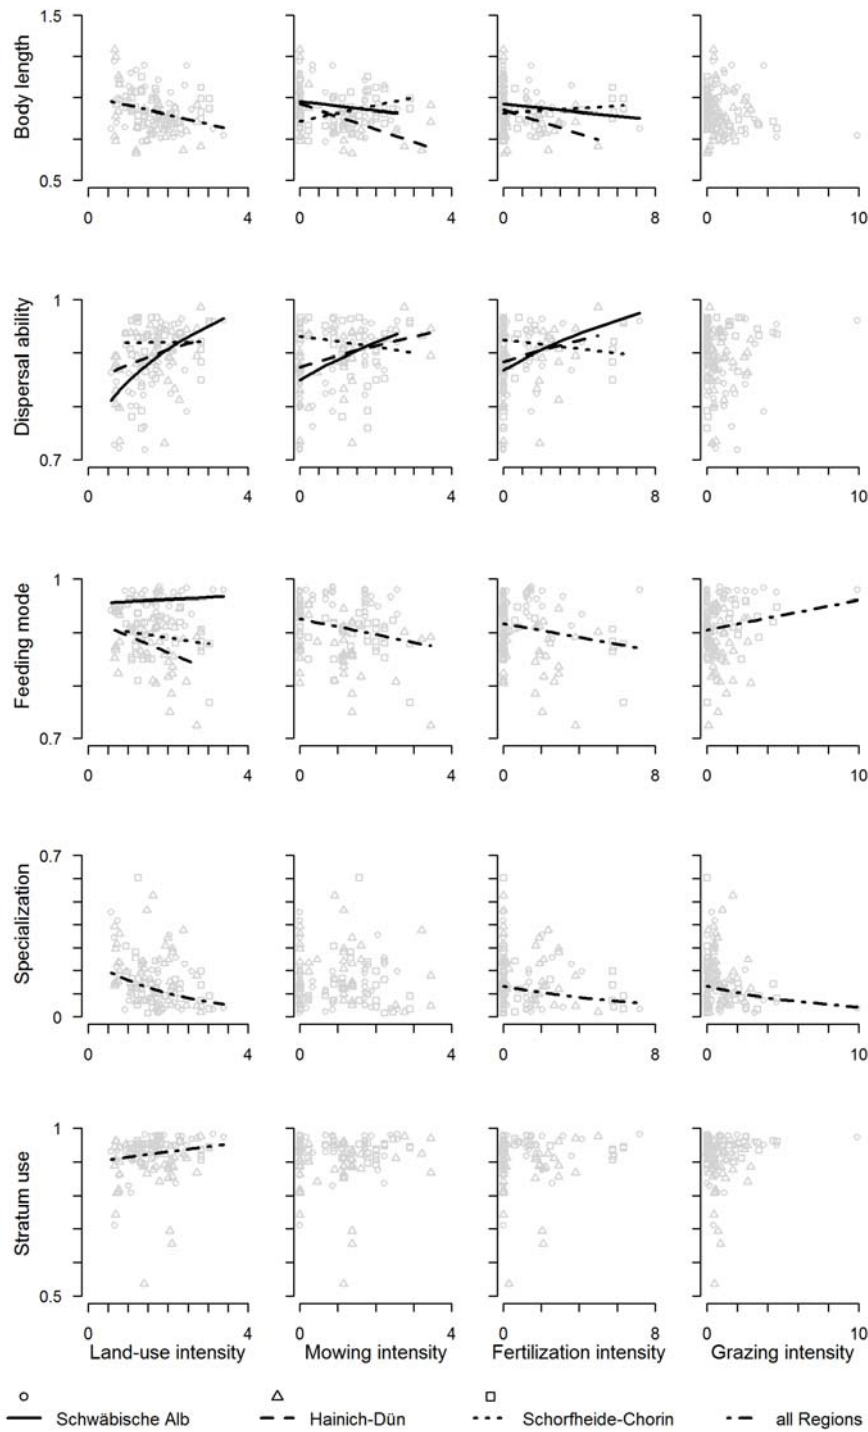 Body length
1.5
0.5
0 4 0 4 0 8 0 10
Dispersal ability
1
0.7
0 4 0 4 0 8 0 10
Feeding mode
1
0.7
0 4 0 4 0 8 0 10
Specialization
0.7
0
0 4 0 4 0 8 0 10
Stratum use
1
0.5
0 4 0 4 0 8 0 10
Land-use intensity Mowing intensity Fertilization intensity Grazing intensity
Schwäbische Alb Hainich-Dün Schorfheide-Chorin all Regions